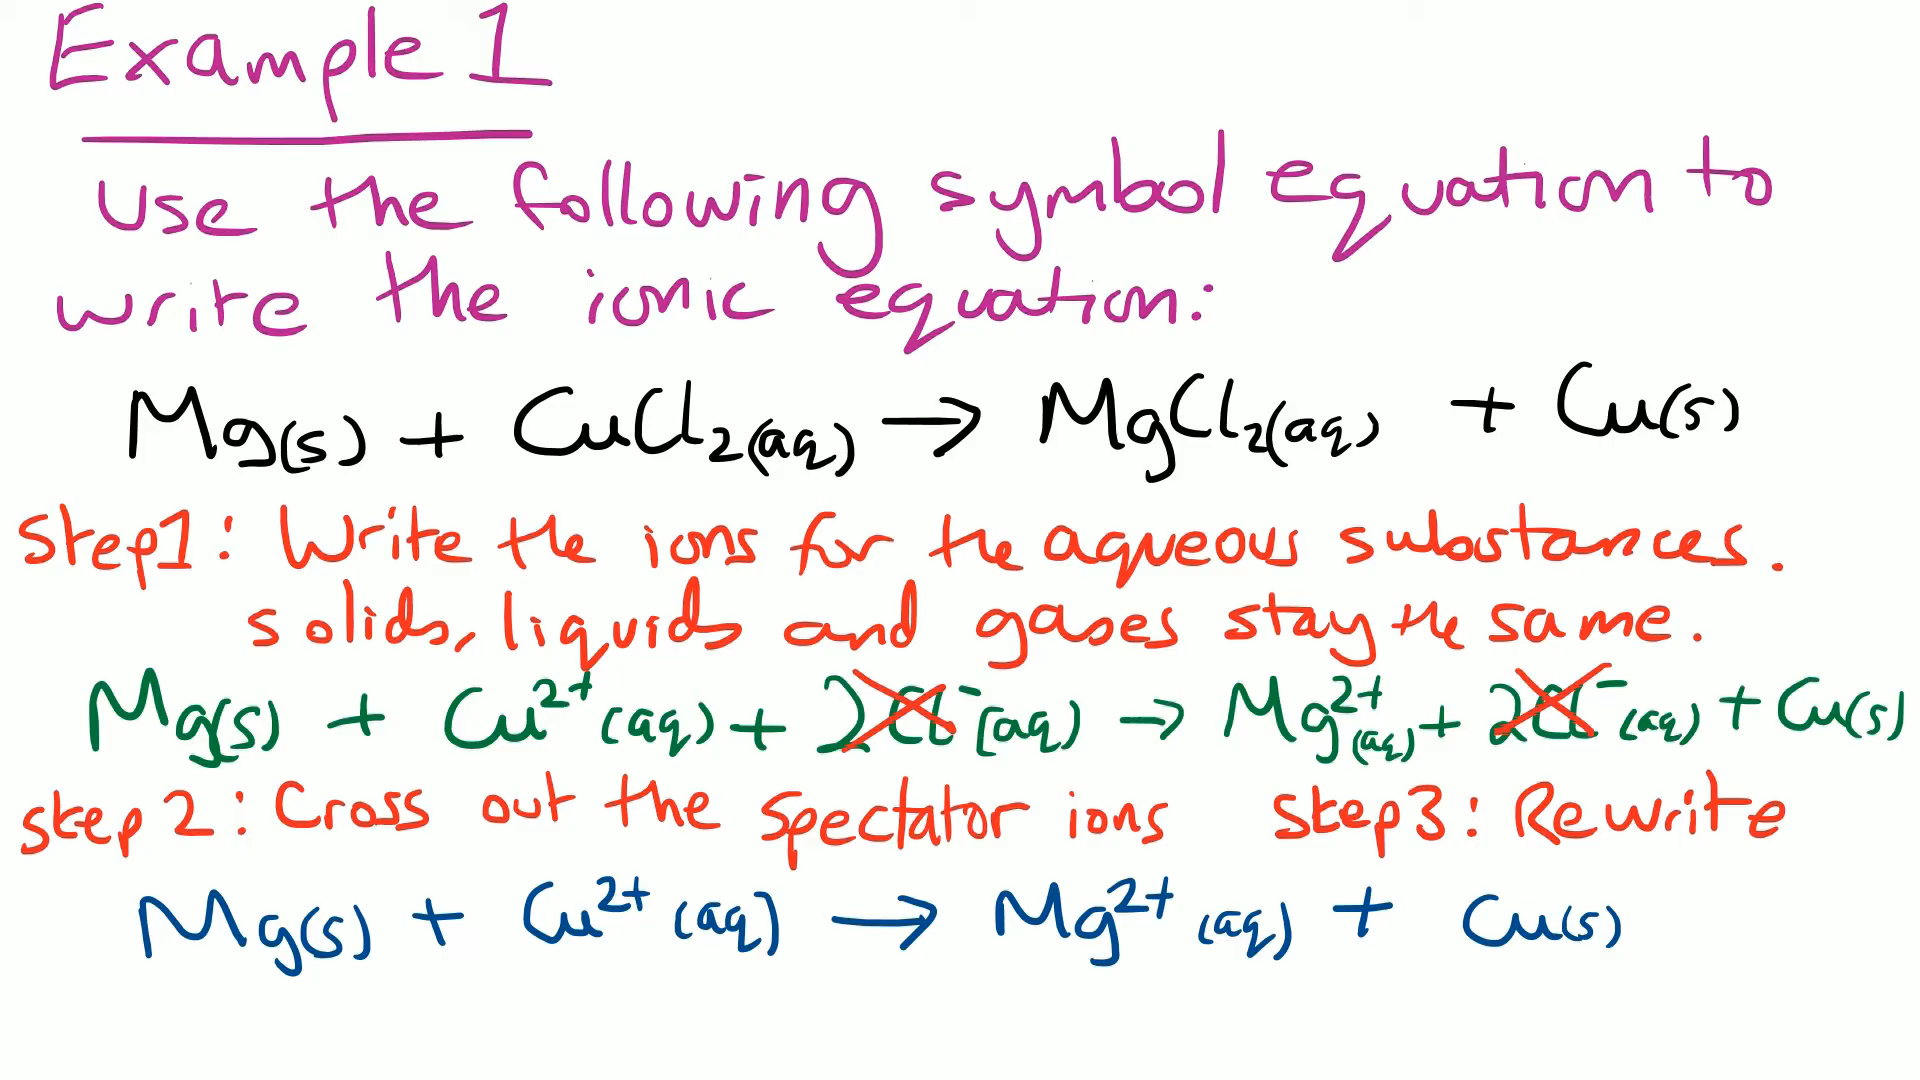 Example 1
Use the following symbol equation to
write the ionic equation:
Mg(s) + CuCl₂(aq) → MgCl₂(aq) + Cu(s)
Step1: Write the ions for the aqueous substances.
solids, liquids and gases stay the same.
Mg(s) + Cu²⁺(aq) + 2Cl⁻(aq) → Mg²⁺(aq) + 2Cl⁻(aq) + Cu(s)
Step 2: Cross out the Spectator ions Step3: Rewrite
Mg(s) + Cu²⁺(aq) → Mg²⁺(aq) + Cu(s)